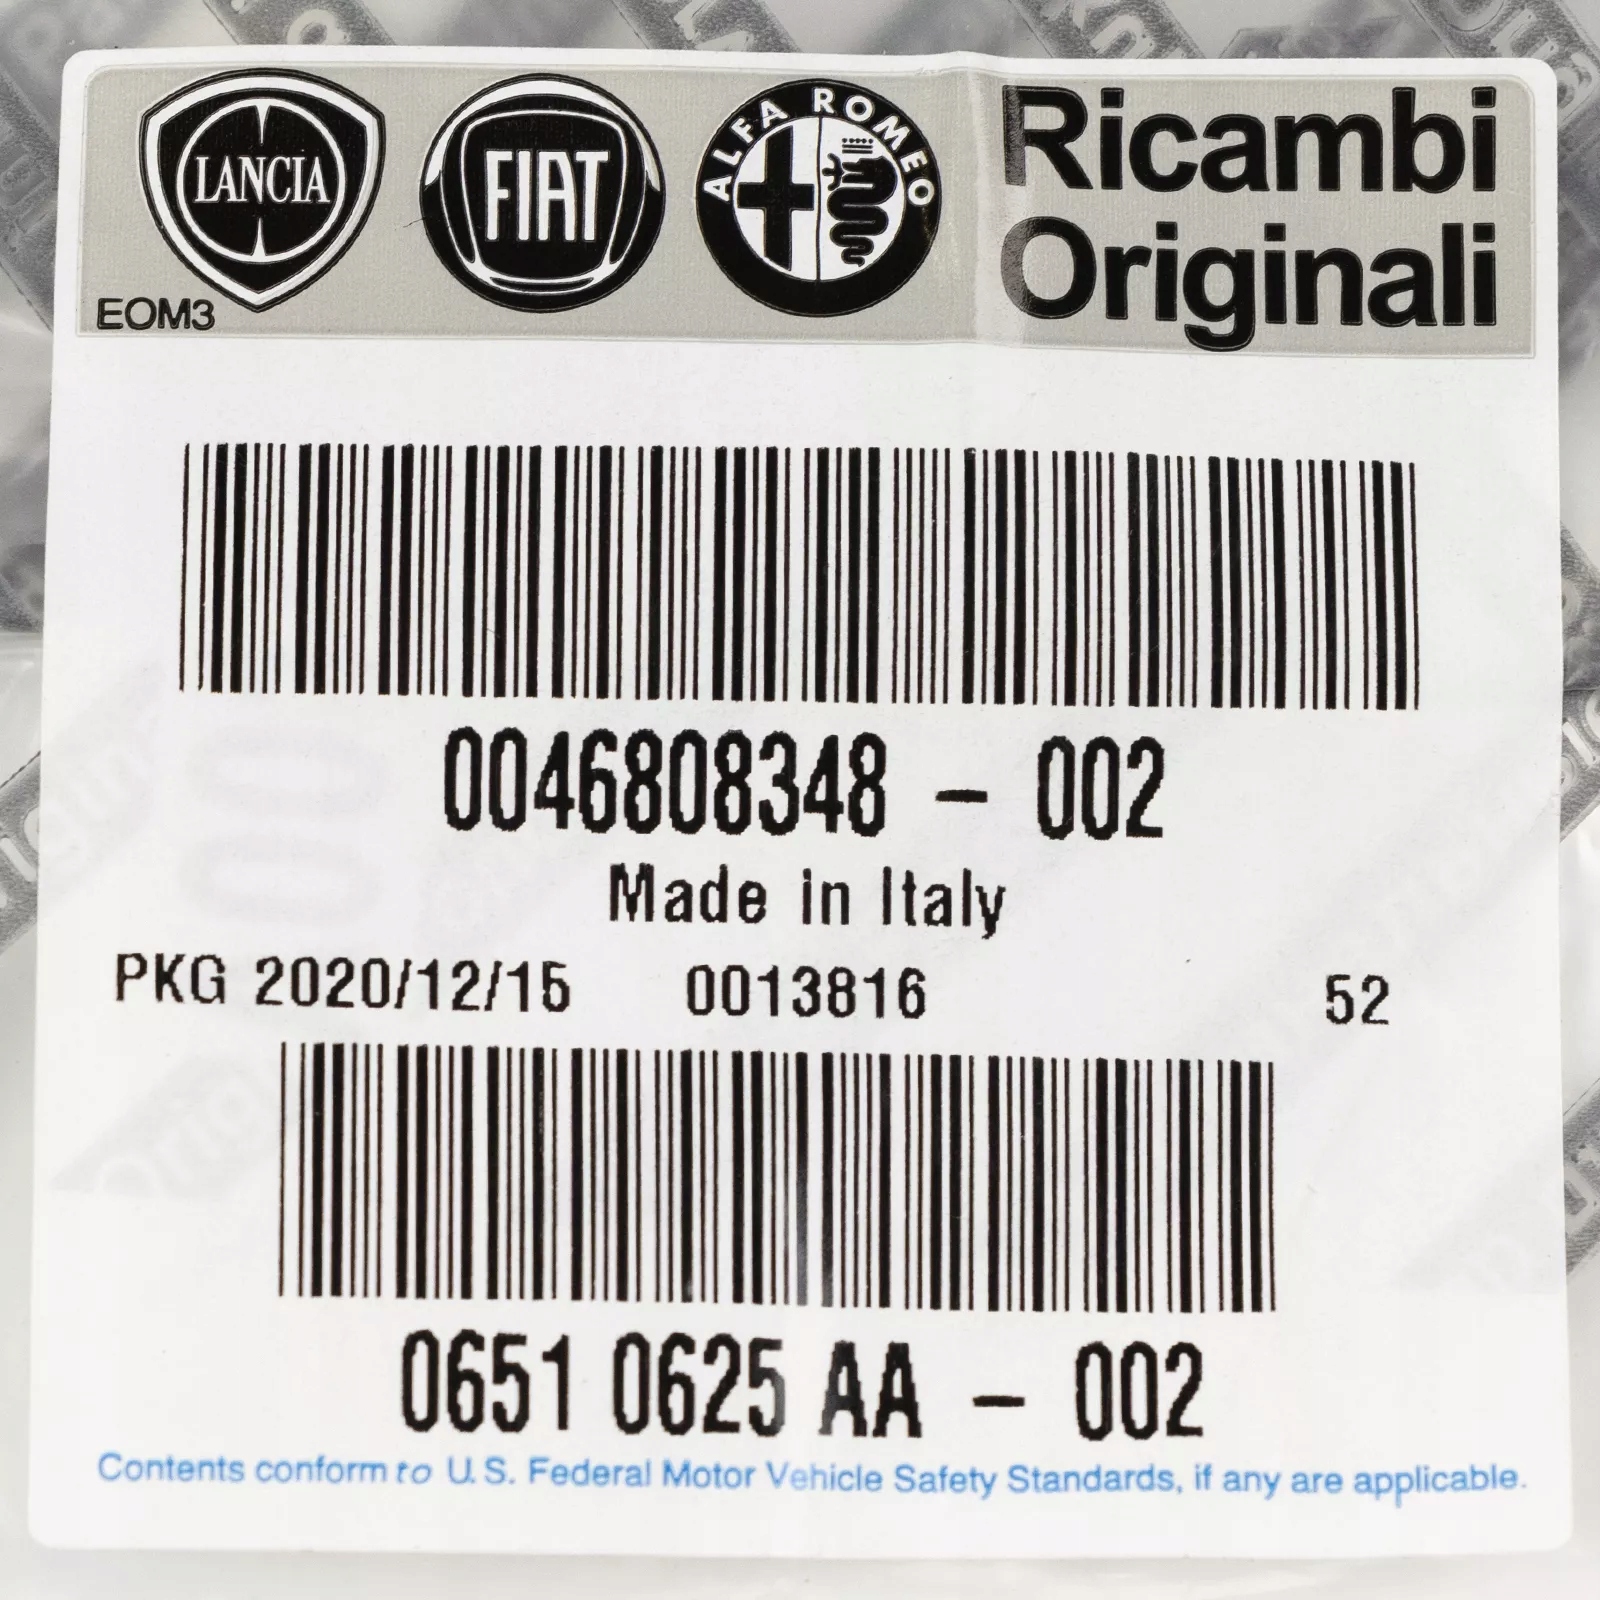 LANCIA
FIAT
ALFA ROMEO
Ricambi
Originali
EOM3
0046808348 - 002
Made in Italy
PKG 2020/12/15 0013816 52
0651 0625 AA - 002
Contents conform to U.S. Federal Motor Vehicle Safety Standards, if any are applicable.